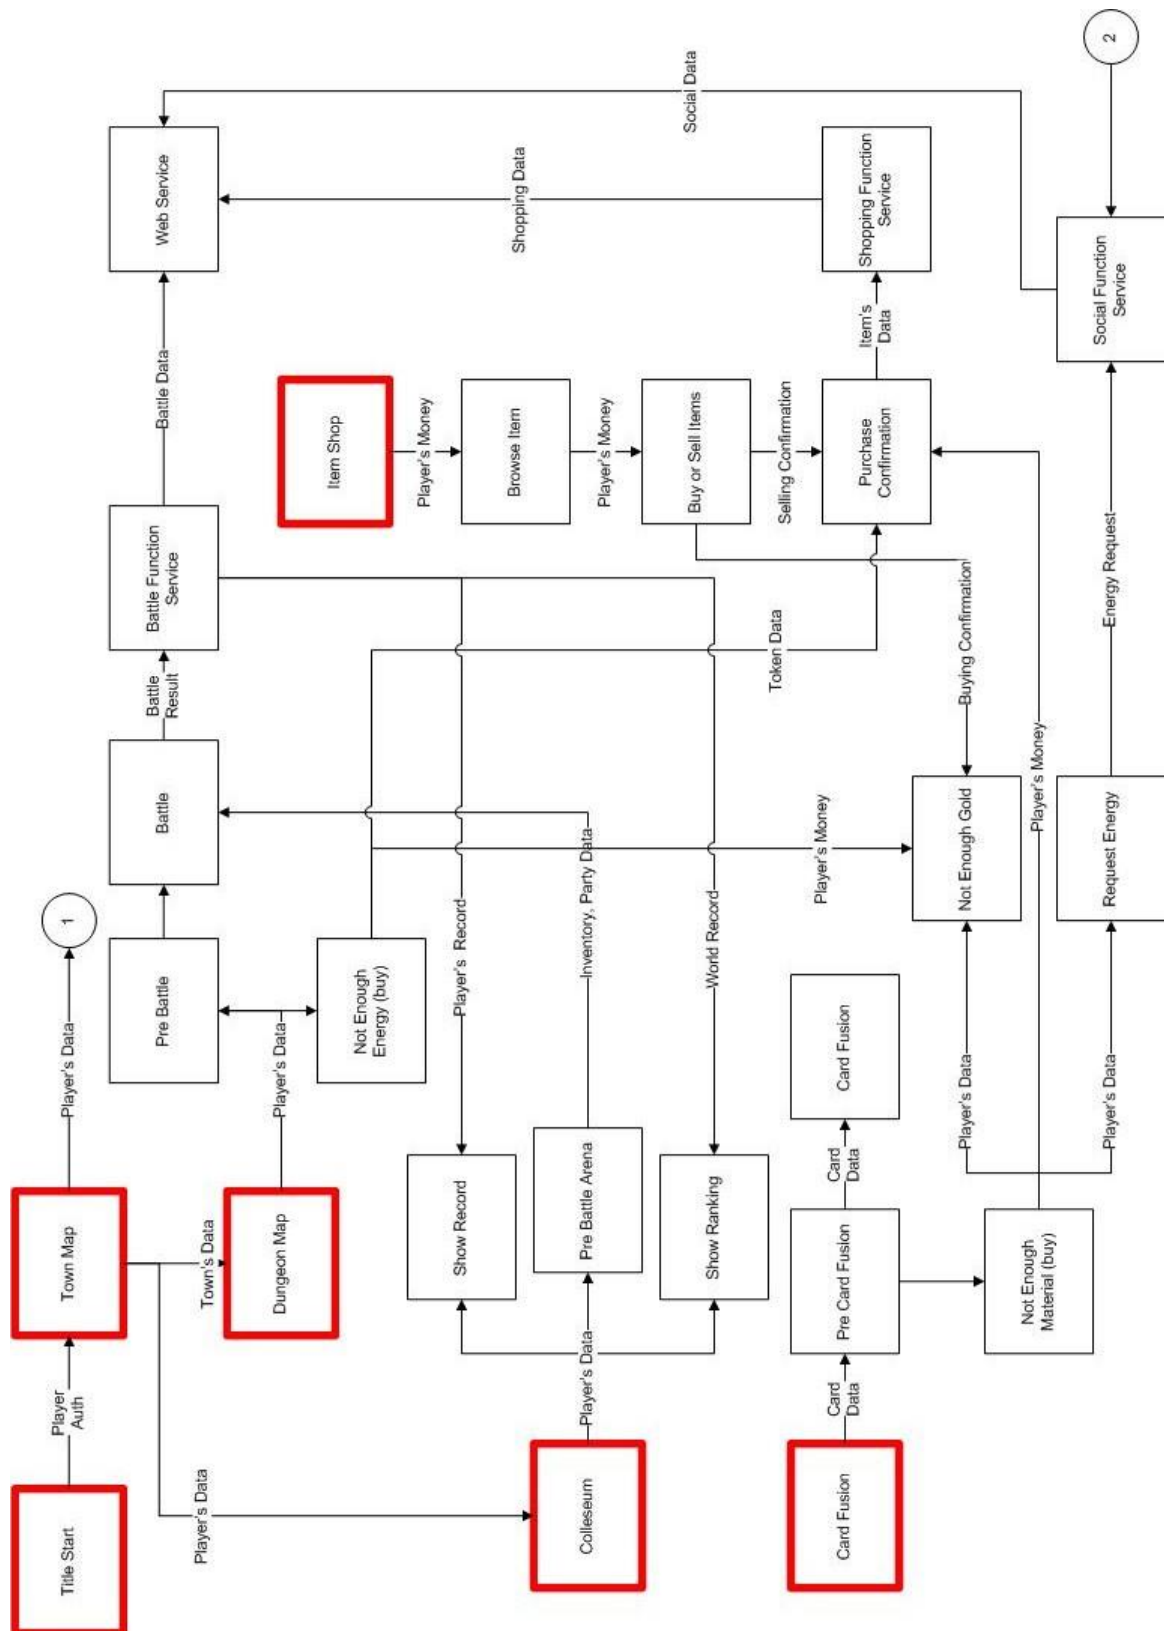 Title Start
Player
Auth
Town Map
Player's Data
1
Pre Battle
Battle
Battle
Result
Battle Function
Service
Battle Data
Web Service
Player's Data
Town's Data
Dungeon Map
Player's Data
Not Enough
Energy (buy)
Item Shop
Player's Money
Show Record
Player's Record
Browse Item
Shopping Data
Colleseum
Player's Data
Pre Battle Arena
Inventory, Party Data
Player's Money
Show Ranking
World Record
Buy or Sell Items
Social Data
Token Data
Selling Confirmation
Player's Money
Card Fusion
Card
Data
Pre Card Fusion
Card
Data
Card Fusion
Purchase
Confirmation
Item's
Data
Shopping Function
Service
Player's Data
Not Enough Gold
Buying Confirmation
Not Enough
Material (buy)
Player's Money
Player's Data
Request Energy
Energy Request
Social Function
Service
2